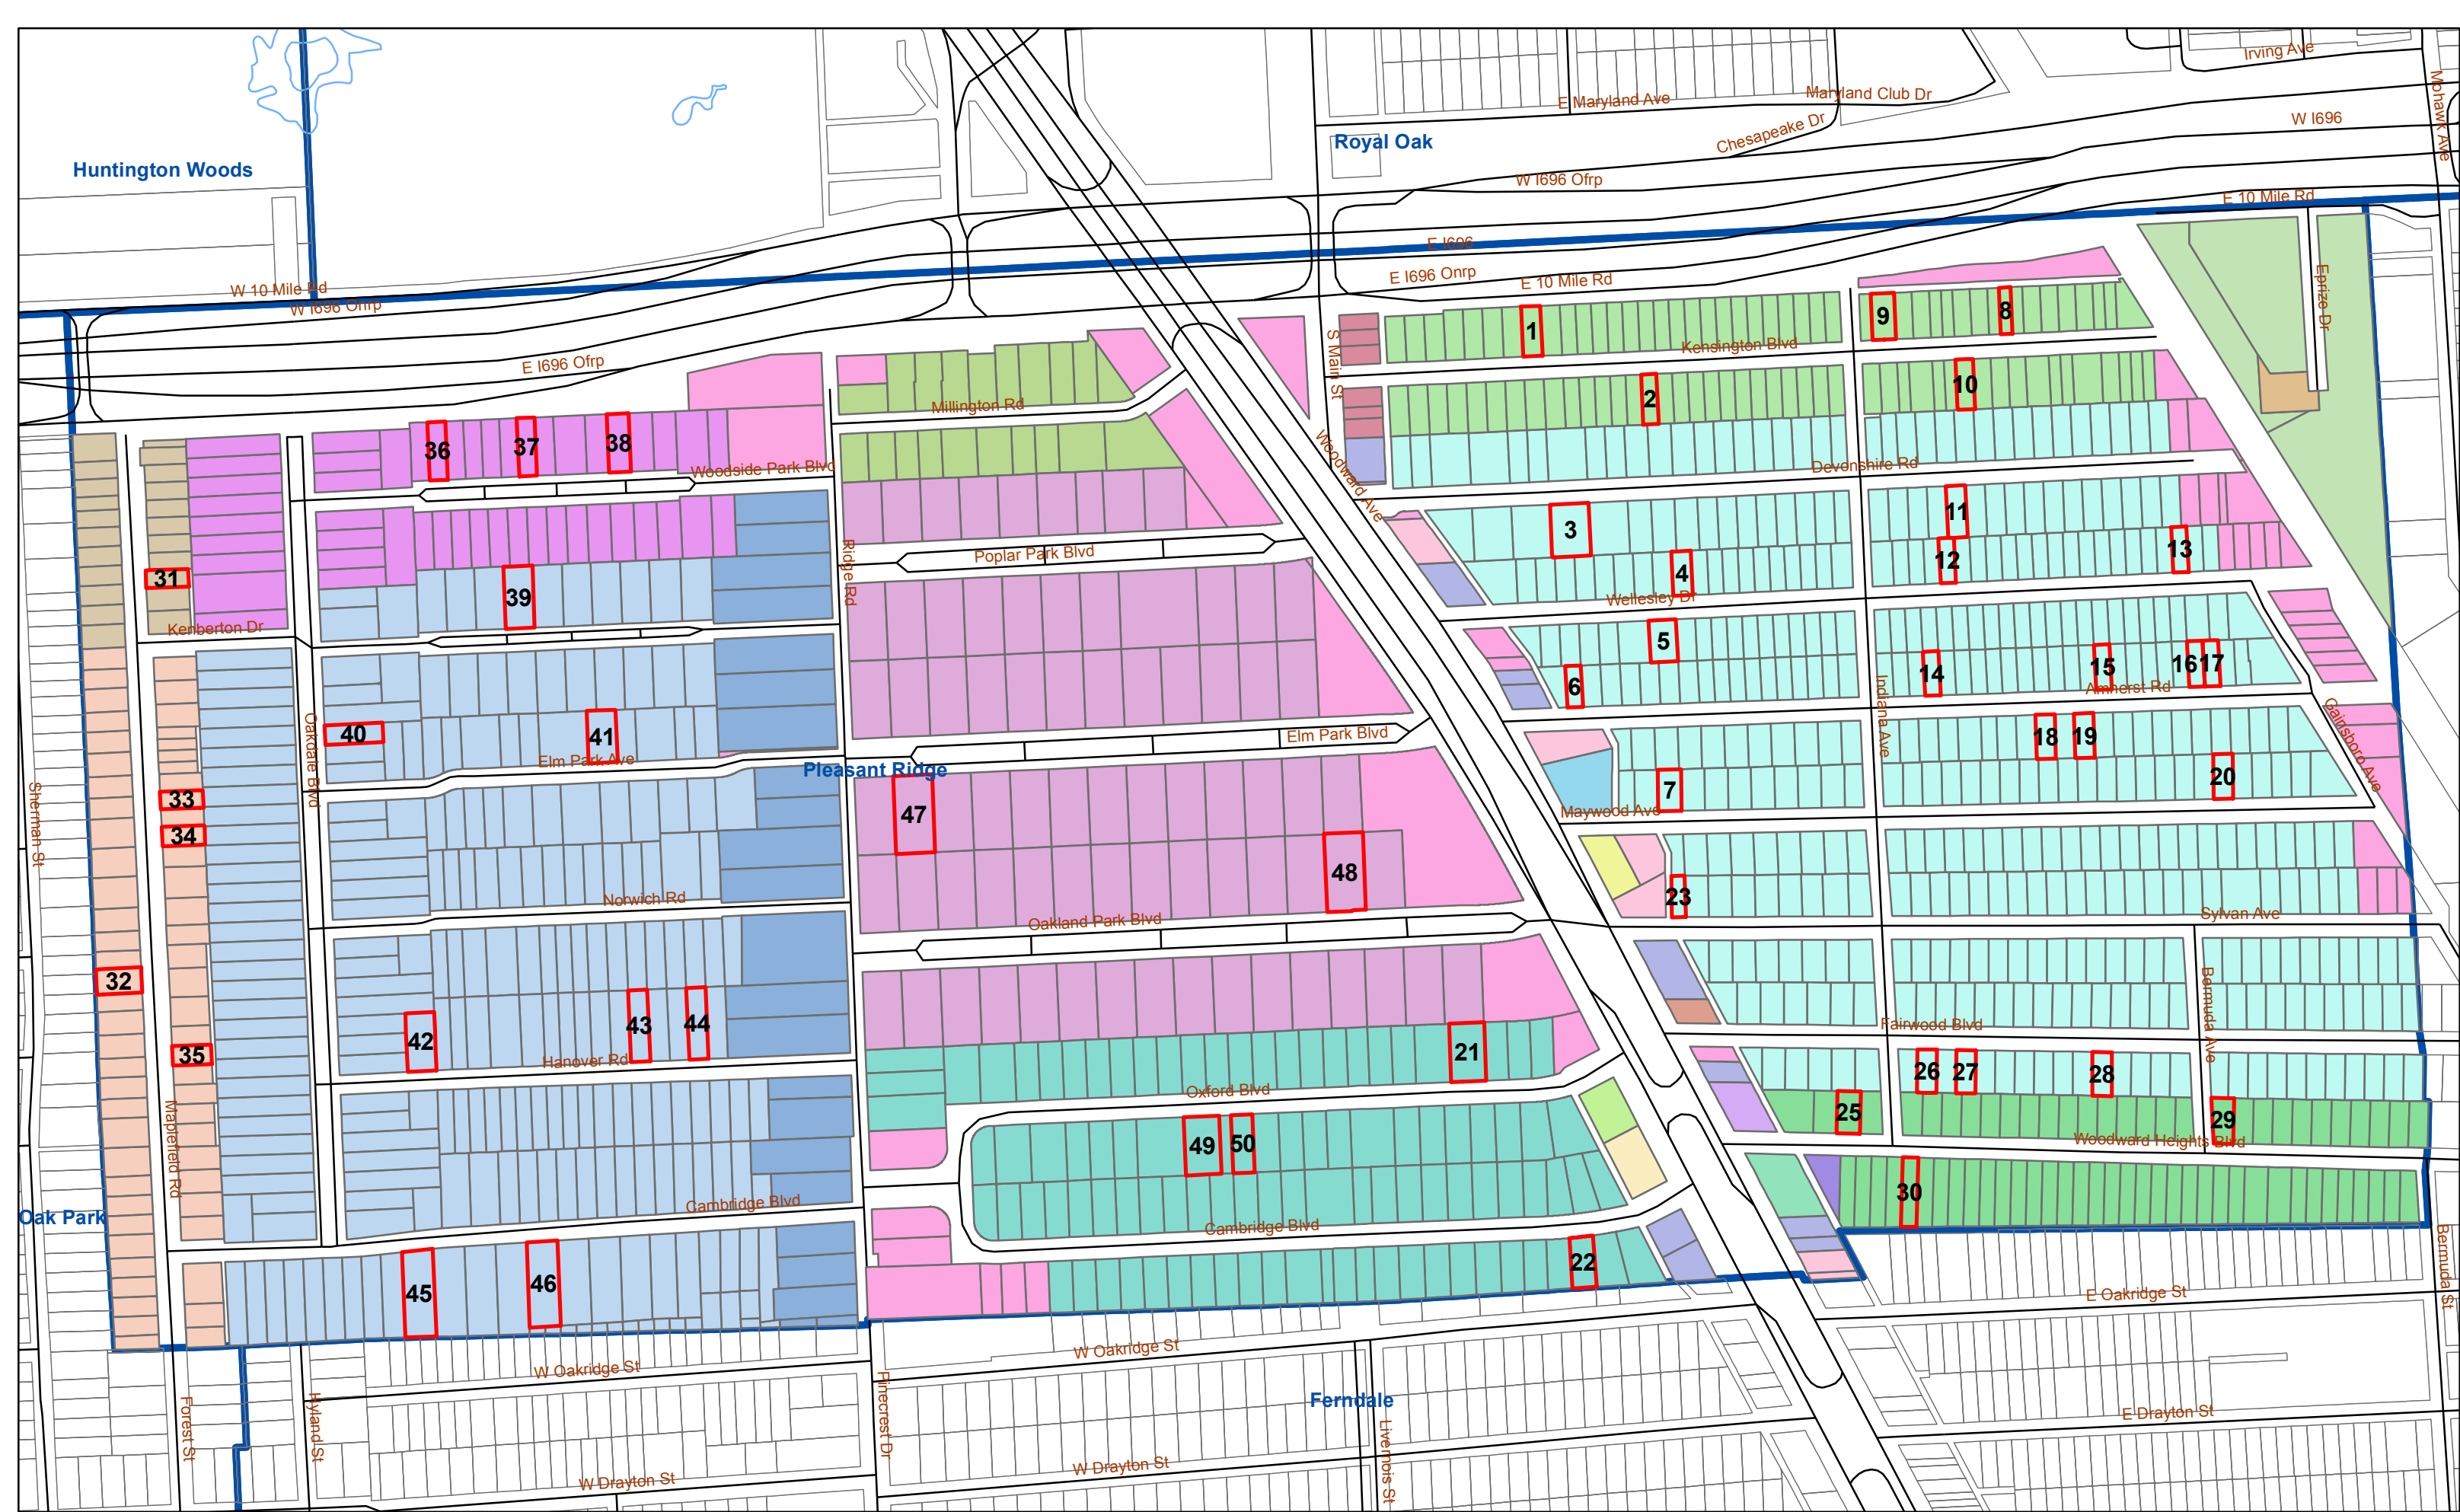 Irving Ave
Mohawk Ave
E Maryland Ave
Maryland Club Dr
Chesapeake Dr
W I696
Royal Oak
Huntington Woods
W I696 Ofrp
E 10 Mile Rd
E I696
E I696 Onrp
E 10 Mile Rd
W 10 Mile Rd
W I696 Onrp
Eprize Dr
1
9
8
S Main St
Kensington Blvd
E I696 Ofrp
2
10
Millington Rd
36
37
38
Woodside Park Blvd
Woodward Ave
Devonshire Rd
3
11
Poplar Park Blvd
Ridge Rd
12
13
31
39
4
Wellesley Dr
Kenberton Dr
5
6
14
15
16
17
Amherst Rd
Indiana Ave
Gainsboro Ave
40
41
Oakdale Blvd
Elm Park Ave
Elm Park Blvd
18
19
20
Pleasant Ridge
7
Maywood Ave
Sherman St
33
34
47
48
23
Norwich Rd
Oakland Park Blvd
Sylvan Ave
32
35
42
43
44
Hanover Rd
21
Fairwood Blvd
Bermuda Ave
26
27
28
Oxford Blvd
25
29
Woodward Heights Blvd
49
50
Maplefield Rd
30
Oak Park
Cambridge Blvd
Cambridge Blvd
45
46
22
Bermuda St
E Oakridge St
W Oakridge St
W Oakridge St
Forest St
Hyland St
Pinecrest Dr
Ferndale
Livernois St
E Drayton St
W Drayton St
W Drayton St